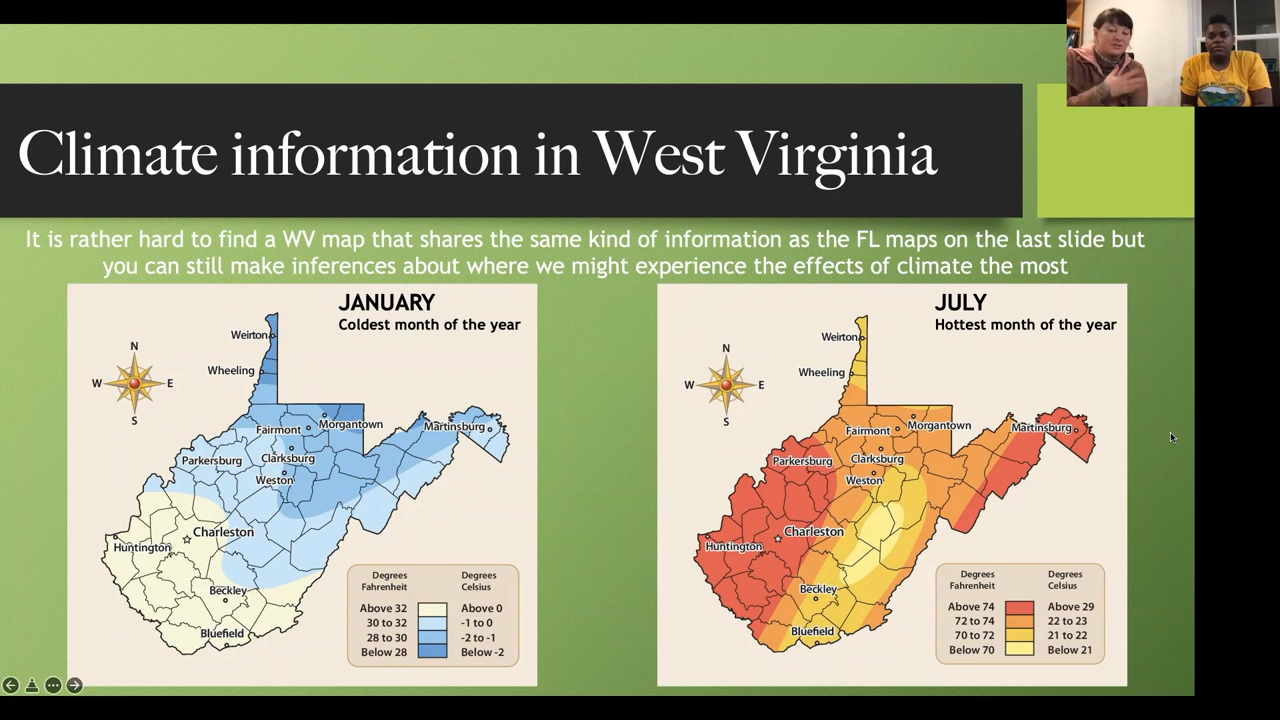 Climate information in West Virginia
It is rather hard to find a WV map that shares the same kind of information as the FL maps on the last slide but
you can still make inferences about where we might experience the effects of climate the most
JANUARY
Coldest month of the year
N
W
E
S
Weirton
Wheeling
Fairmont
Morgantown
Martinsburg
Clarksburg
Parkersburg
Weston
Charleston
Huntington
Beckley
Bluefield
Degrees Fahrenheit
Degrees Celsius
Above 32 Above 0
30 to 32 -1 to 0
28 to 30 -2 to -1
Below 28 Below -2
JULY
Hottest month of the year
N
W
E
S
Weirton
Wheeling
Fairmont
Morgantown
Martinsburg
Clarksburg
Parkersburg
Weston
Charleston
Huntington
Beckley
Bluefield
Degrees Fahrenheit
Degrees Celsius
Above 74 Above 29
72 to 74 22 to 23
70 to 72 21 to 22
Below 70 Below 21